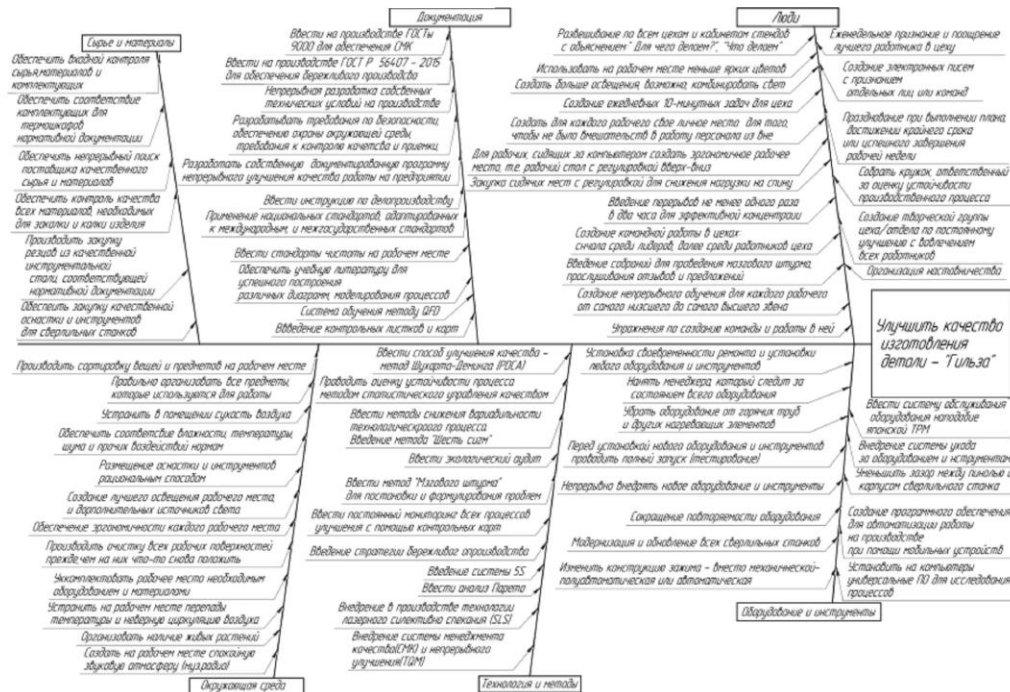 Документация
Люди
Сырье и материалы
Обеспечить входной контроля
сырья,материалов и
комплектующих
Обеспечить соответствие
комплектующих для
термошкафов
нормативной документации
Обеспечить непрерывный поиск
поставщика качественного
сырья и материалов
Обеспечить контроль качества
всех материалов, необходимых
для закалки и калки изделия
Производить закупку
резцов из качественной
инструментальной
стали, соответствующей
нормативной документации
Обеспеить закупку качественной
оснастки и инструментов
для сверлильных станков
Ввести на производстве ГОСТы
9000 для обеспечения СМК
Ввести на производстве ГОСТ Р 56407 – 2015
для обеспечения бережливого производсва
Непрерывная разработка собсвенных
технических условий на производстве
Разрабатывать требования по безопасности,
обеспечению охраны окружающей среды,
требования к контролю качетсва и приемки,
Разработать собственную документированную программу
непрерывного улучшения качества работы на предприятии
Ввести инструкцию по делопроизводству
Применение национальных стандартов, адаптированных
к международным, и межгосударственных стандартов
Ввести стандарты чистоты на рабочем месте
Обеспечить учебную литературу для
успешного построения
различных диаграмм, моделирования процессов
Система обучения методу QFD
Ввведение контрольных листков и карт
Развешивание по всем цехам и кабинетам стендов
с объяснением " Для чего делаем?", "Что делаем"
Использовать на рабочем месте меньше ярких цветов
Создать больше освещения, возможно, комбинировать свет
Создание ежедневных 10-минутных задач для цеха
Создать для каждого рабочего свое личное место для того,
чтобы не было вмешательств в работу персонала из вне
Для рабочих, сидящих за компьютером создать эргономичное рабочее
место, т.е. рабочий стол с регулировкой вверх-вниз
Закупка сидячих мест с регулировкой для снижения нагрузки на спину
Введение перерывов не менее одного раза
в два часа для эффективной концентрации
Создание командной работы в цехах:
снчала среди лидеров, далее среди работников цеха
Введение собраний для проведения мозгового штурма,
прослушивания отзывов и предложений
Создание непрерывного обучения для каждого рабочего
от самого низсшего до самого высшего звена
Упражнения по создание команды и работы в ней
Еженедельное признание и поощрение
лучшего работника в цеху
Создание электронных писем
с признанием
отдельных лиц или команд
Празднование при выполнении плана,
достижении крайнего срока
или успешного завершения
рабочей недели
Собрать кружок, ответственный
за оценку устойчивости
производственного процесса
Создание творческой группы
цеха/отдела по постоянному
улучшению с вовлечением
всех работников
Организация наставничества
Улучшить качество
изготовления
детали – "Гильза"
Производить сортировку вещей и предметов на рабочем месте
Правильно организовать все предметы,
которые используется для работы
Устранить в помещении сухость воздуха
Обеспечить соответсвие влажности, температуры,
шума и прочих воздействий нормам
Размещение оснастки и инструментов
рациональным способом
Создание лучшего освещения рабочего места,
и дорполнительных источников света
Обеспечение эргономичности каждого рабочего места
Производить очистку всех рабочих поверхностей
прежде,чем на них что-то снова положить
Уккомплектовать рабочее место необходимым
оборудованием и материалами
Устранить на рабочем месте перепады
температуры и неверную циркуляцию воздуха
Организовать наличие живых растений
Создать на рабочем месте спокойную
звуковую атмосферу (муз,радио)
Окружающая среда
Ввести способ улучшения качества –
метод Шухарта-Деминга (PDCA)
Проводить оценку устойчивости процесса
методом статистического управления качеством
Ввести методы снижения вариабильности
технологического процесса
Введение метода "Шесть сигм"
Ввести экологический аудит
Ввести метод "Мзгового штурма"
для постановки и формулирования проблем
Ввести постоянный мониторинг всех процессов
улучшения с помощью контрольных карт
Введение стратегии бережливог опроизводства
Введение системы 5S
Ввести анализ Парето
Внедрение в производстве технологии
лазерного силективно спекания (SLS)
Внедрение системы менеджмента
качества(СМК) и непрерывного
улучшения(TQM)
Технология и методы
Установка своевременности ремонта и установки
любого оборудования и инструментов
Нанять менеджера, который следит за
состоянием всего оборудования
Убрать оборудование от горячих труб
и других нагревающих элементов
Перед установкой нового оборудования и инструментов
проводить полный запуск (тестирование)
Непрерывно внедрять новое оборудование и инструменты
Сокращение повторяемости оборудования
Модернизация и обновление всех сверлильных станков
Изменить конструкцию зажима – вместо механической-
полуавтоматическая или автоматическая
Ввести систему обслуживания
оборудования наподобие
японской ТРМ
Внедрение системы ухода
за оборудованием и иструментам
Уменьшить зазор между пинолью и
корпусом сверлильного станка
Создание программного обеспечения
для автоматизации работы
на производстве
при помощи мобильных устройств
Установить на компьютеры
универсальные ПО для исследования
процессов
Оборудование и инструменты